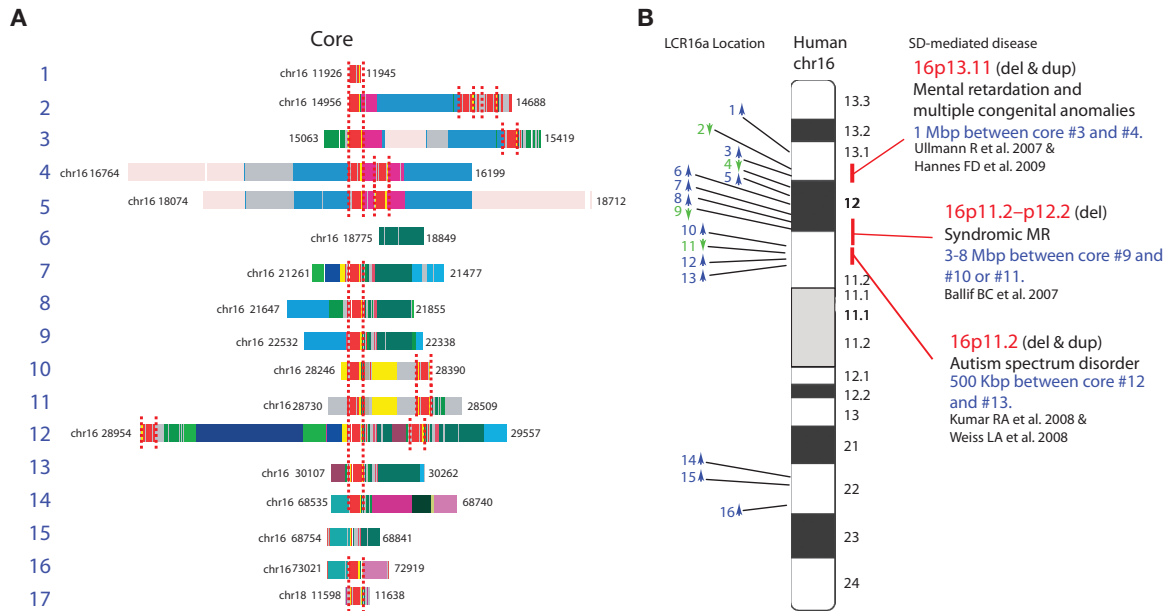 A
Core
1
chr16 11926
11945
2
chr16 14956
14688
3
15063
15419
4
chr16 16764
16199
5
chr16 18074
18712
6
chr16 18775
18849
7
chr16 21261
21477
8
chr16 21647
21855
9
chr16 22532
22338
10
chr16 28246
28390
11
chr16 28730
28509
12
chr16 28954
29557
13
chr16 30107
30262
14
chr16 68535
68740
15
chr16 68754
68841
16
chr16 73021
72919
17
chr18 11598
11638
B
LCR16a Location
Human
chr16
SD-mediated disease
1
2
3
4
5
6
7
8
9
10
11
12
13
14
15
16
13.3
13.2
13.1
12
11.2
11.1
11.1
11.2
12.1
12.2
13
21
22
23
24
16p13.11 (del & dup)
Mental retardation and
multiple congenital anomalies
1 Mbp between core #3 and #4.
Ullmann R et al. 2007 &
Hannes FD et al. 2009
16p11.2–p12.2 (del)
Syndromic MR
3-8 Mbp between core #9 and
#10 or #11.
Ballif BC et al. 2007
16p11.2 (del & dup)
Autism spectrum disorder
500 Kbp between core #12
and #13.
Kumar RA et al. 2008 &
Weiss LA et al. 2008